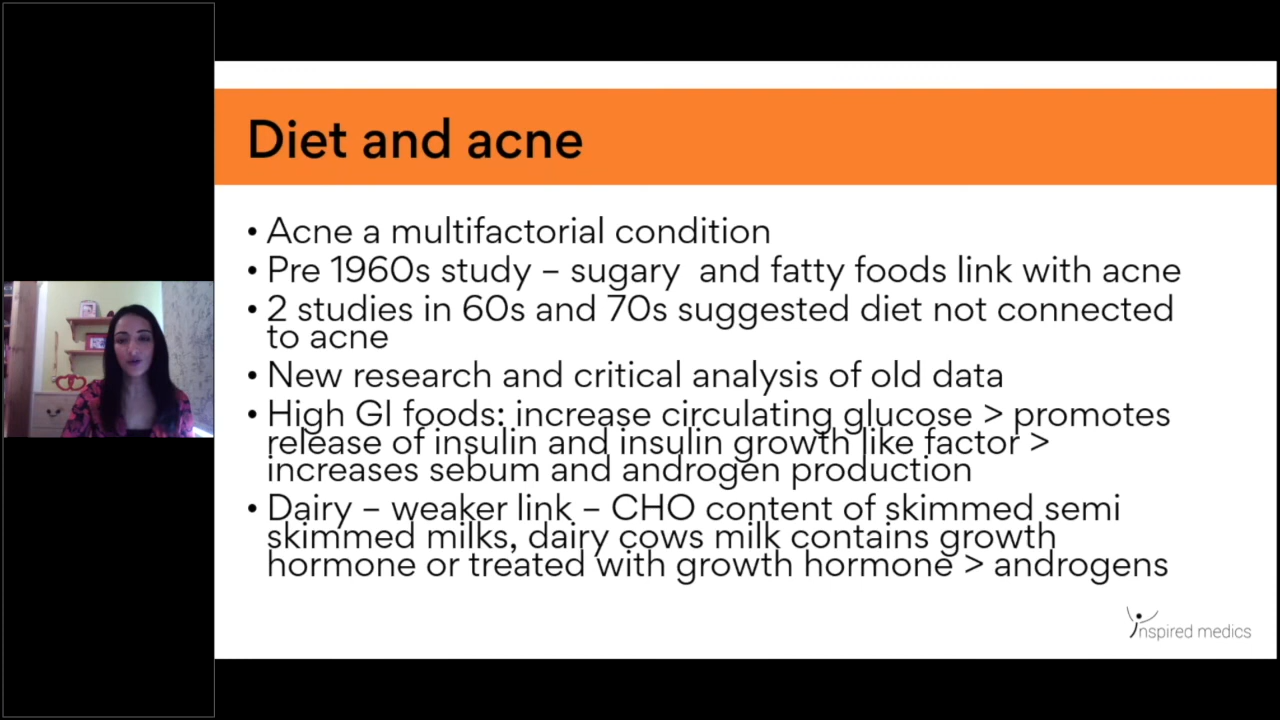 Diet and acne
• Acne a multifactorial condition
• Pre 1960s study – sugary  and fatty foods link with acne
• 2 studies in 60s and 70s suggested diet not connected
to acne
• New research and critical analysis of old data
• High GI foods: increase circulating glucose > promotes
release of insulin and insulin growth like factor >
increases sebum and androgen production
• Dairy – weaker link – CHO content of skimmed semi
skimmed milks, dairy cows milk contains growth
hormone or treated with growth hormone > androgens
inspired medics